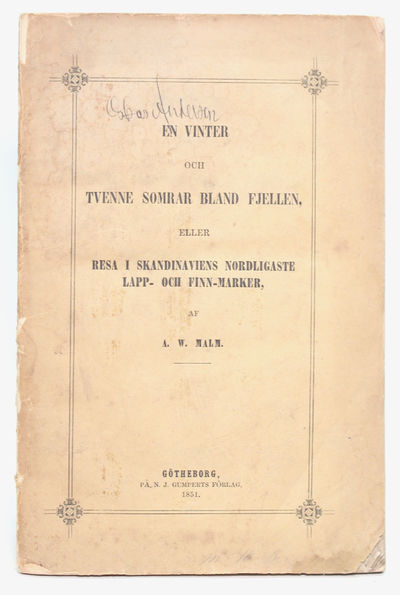 EN VINTER
OCH
TVENNE SOMRAR BLAND FJELLEN,
ELLER
RESA I SKANDINAVIENS NORDLIGASTE
LAPP- OCH FINN-MARKER,
AF
A. W. MALM.
GÖTHEBORG,
PÅ, N. J. GUMPERTS FÖRLAG.
1851.